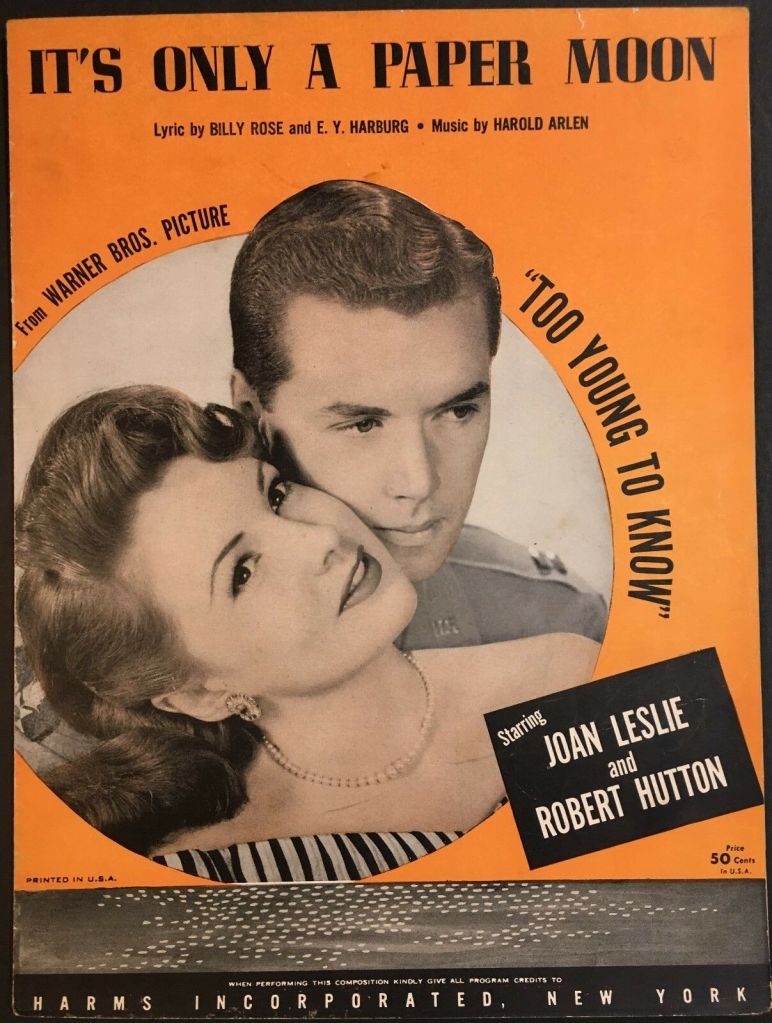 IT'S ONLY A PAPER MOON
Lyric by BILLY ROSE and E. Y. HARBURG • Music by HAROLD ARLEN
From WARNER BROS. PICTURE
"TOO YOUNG TO KNOW"
Starring
JOAN LESLIE
and
ROBERT HUTTON
Price
50 Cents
In U.S.A.
PRINTED IN U.S.A.
WHEN PERFORMING THIS COMPOSITION KINDLY GIVE ALL PROGRAM CREDITS TO
HARMS INCORPORATED, NEW YORK